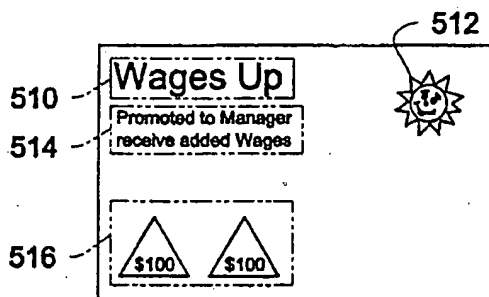 512
510
Wages Up
514
Promoted to Manager
receive added Wages
516
$100 $100